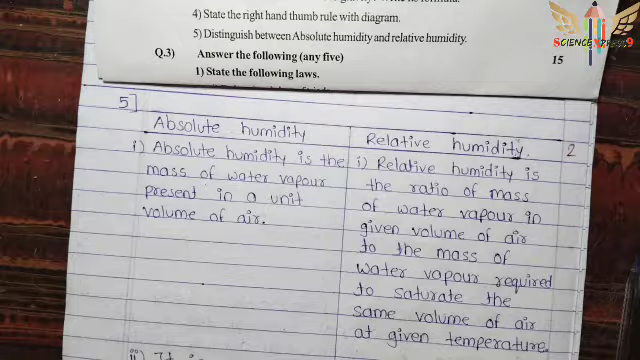 4) State the right hand thumb rule with diagram.
5) Distinguish between Absolute humidity and relative humidity.
Q.3) Answer the following (any five) 15
1) State the following laws.
SCIENCE XPRESS9
5]
Absolute humidity
i) Absolute humidity is the
mass of water vapour
present in a unit
volume of air.
Relative humidity. 2
i) Relative humidity is
the ratio of mass
of water vapour in
given volume of air
to the mass of
water vapour required
to saturate the
same volume of air
at given temperature.
ii) It is